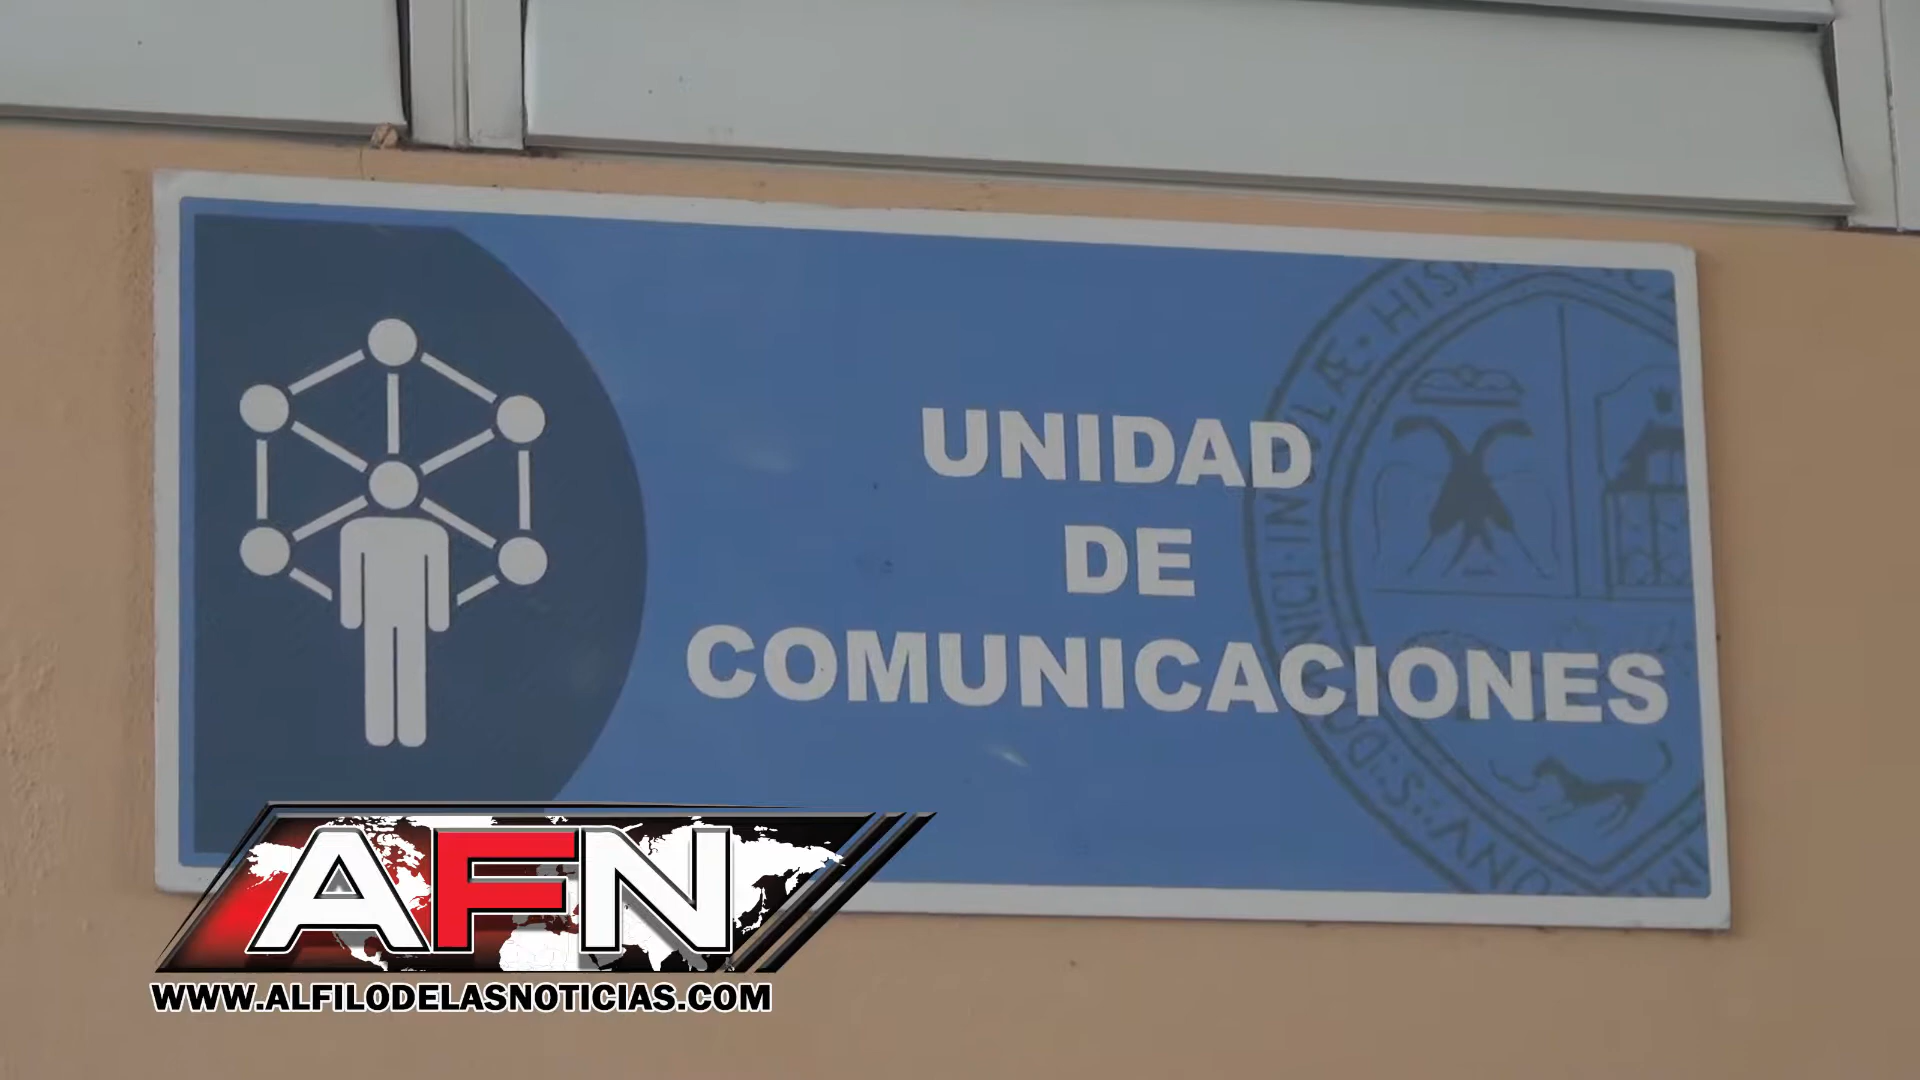 UNIDAD
DE
COMUNICACIONES
AFN
WWW.ALFILODELASNOTICIAS.COM